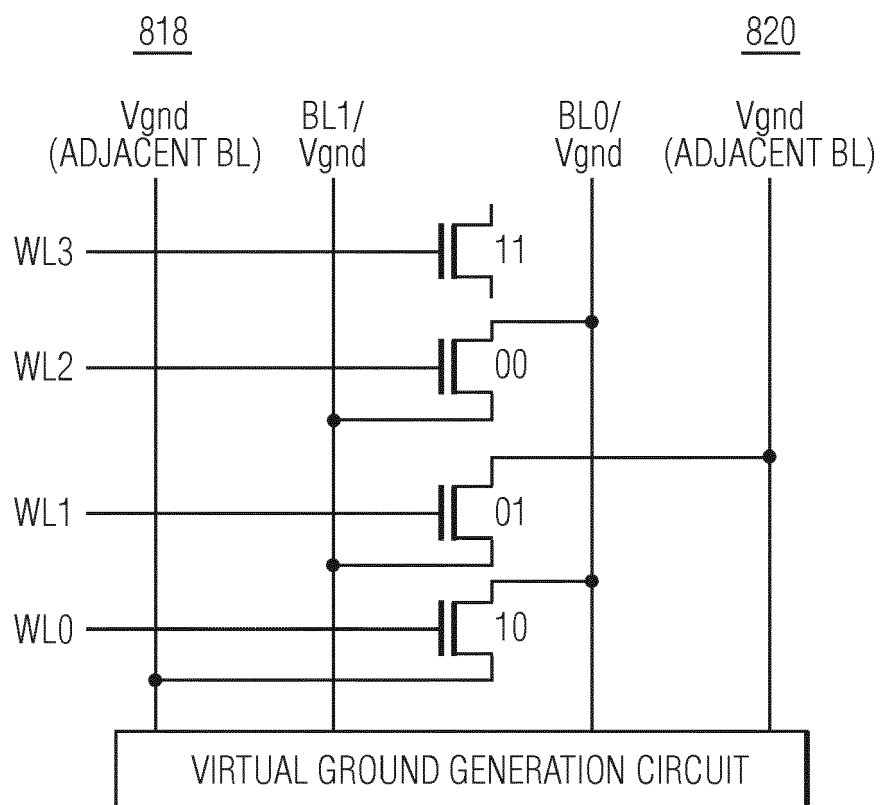 818 820
Vgnd (ADJACENT BL)
BL1/ Vgnd
BL0/ Vgnd
Vgnd (ADJACENT BL)
WL3 11
WL2 00
WL1 01
WL0 10
VIRTUAL GROUND GENERATION CIRCUIT